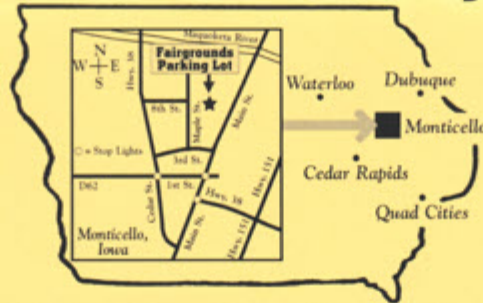 Maquoketa River
N
W E
S
Fairgrounds
Parking Lot
Hwy. 38
8th St.
Maple St.
Main St.
= Stop Lights
3rd St.
D62
1st St.
Cedar St.
Hwy. 38
Hwy. 151
Main St.
Hwy. 151
Monticello,
Iowa
Waterloo
Dubuque
Monticello
Cedar Rapids
Quad Cities